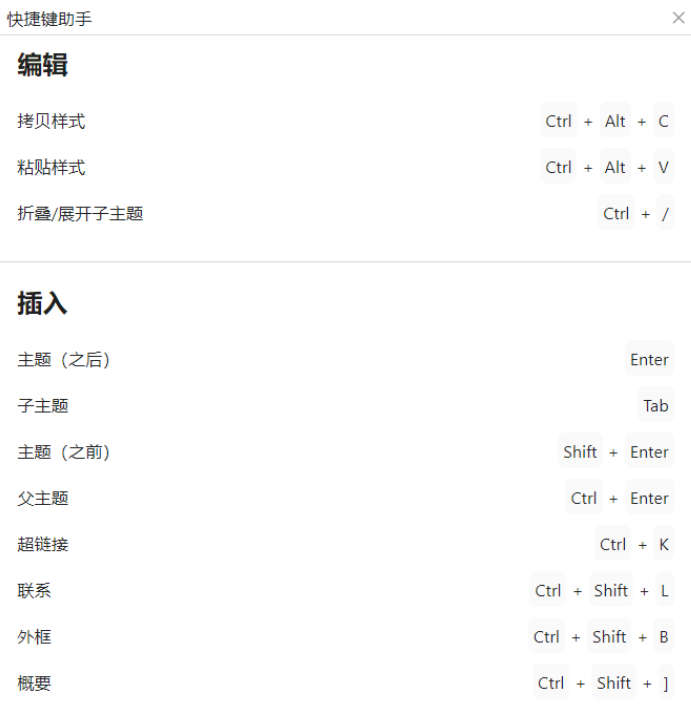 快捷键助手 ×
编辑
拷贝样式 Ctrl + Alt + C
粘贴样式 Ctrl + Alt + V
折叠/展开子主题 Ctrl + /
插入
主题（之后） Enter
子主题 Tab
主题（之前） Shift + Enter
父主题 Ctrl + Enter
超链接 Ctrl + K
联系 Ctrl + Shift + L
外框 Ctrl + Shift + B
概要 Ctrl + Shift + ]